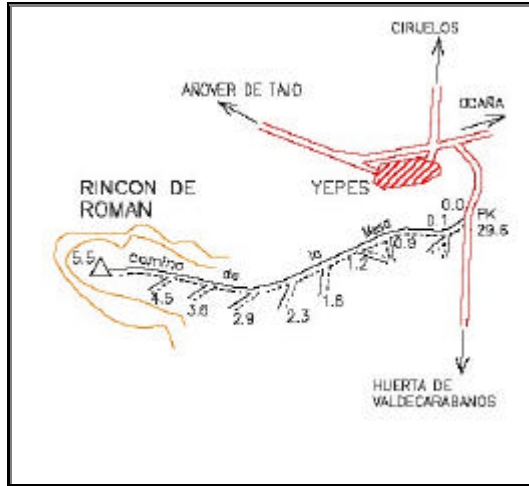 CIRUELOS
AÑOVER DE TAJO
OCAÑA
YEPES
RINCON DE
ROMAN
0.0
PK
29.6
0.1
0.9
1.2
1.6
2.3
2.9
3.6
4.5
5.5
Camino de la Mesa
HUERTA DE
VALDECARABANOS